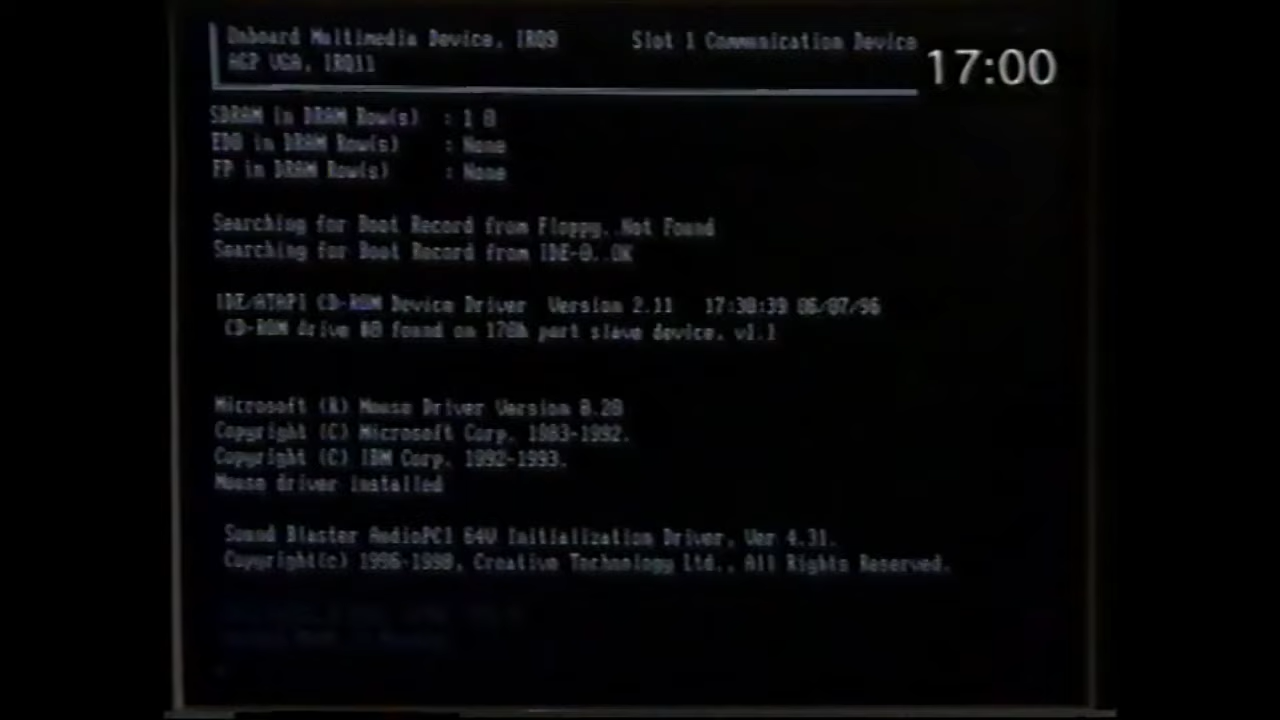 Onboard Multimedia Device, IRQ9 Slot 1 Communication Device
AGP VGA, IRQ11
17:00
SDRAM in DRAM Row(s) : 1 0
EDO in DRAM Row(s) : None
FP in DRAM Row(s) : None
Searching for Boot Record from Floppy..Not Found
Searching for Boot Record from IDE-0..OK
IDE/ATAPI CD-ROM Device Driver Version 2.11 17:30:39 06/07/96
CD-ROM drive #0 found on 170h port slave device, v1.1
Microsoft (R) Mouse Driver Version 8.20
Copyright (C) Microsoft Corp. 1983-1992.
Copyright (C) IBM Corp. 1992-1993.
Mouse driver installed
Sound Blaster AudioPCI 64V Initialization Driver, Ver 4.31.
Copyright(c) 1996-1998, Creative Technology Ltd., All Rights Reserved.